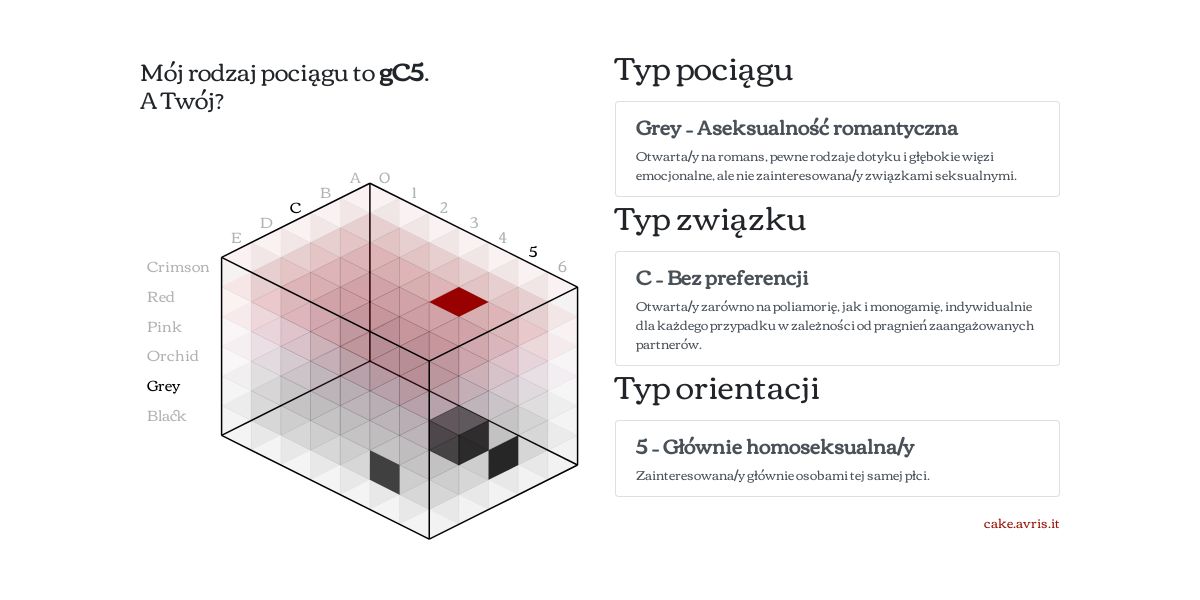 Mój rodzaj pociągu to gC5.
A Twój?
A O
B 1
C 2
D 3
E 4
5
6
Crimson
Red
Pink
Orchid
Grey
Black
Typ pociągu
Grey - Aseksualność romantyczna
Otwarta/y na romans, pewne rodzaje dotyku i głębokie więzi
emocjonalne, ale nie zainteresowana/y związkami seksualnymi.
Typ związku
C - Bez preferencji
Otwarta/y zarówno na poliamorię, jak i monogamię, indywidualnie
dla każdego przypadku w zależności od pragnień zaangażowanych
partnerów.
Typ orientacji
5 - Głównie homoseksualna/y
Zainteresowana/y głównie osobami tej samej płci.
cake.avris.it